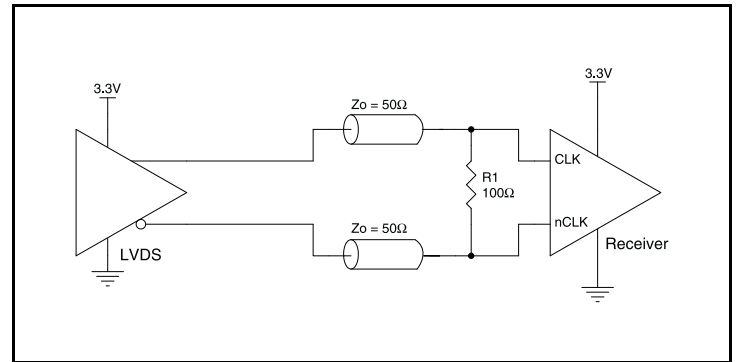 3.3V
3.3V
Zo = 50Ω
CLK
R1
100Ω
nCLK
Zo = 50Ω
LVDS
Receiver